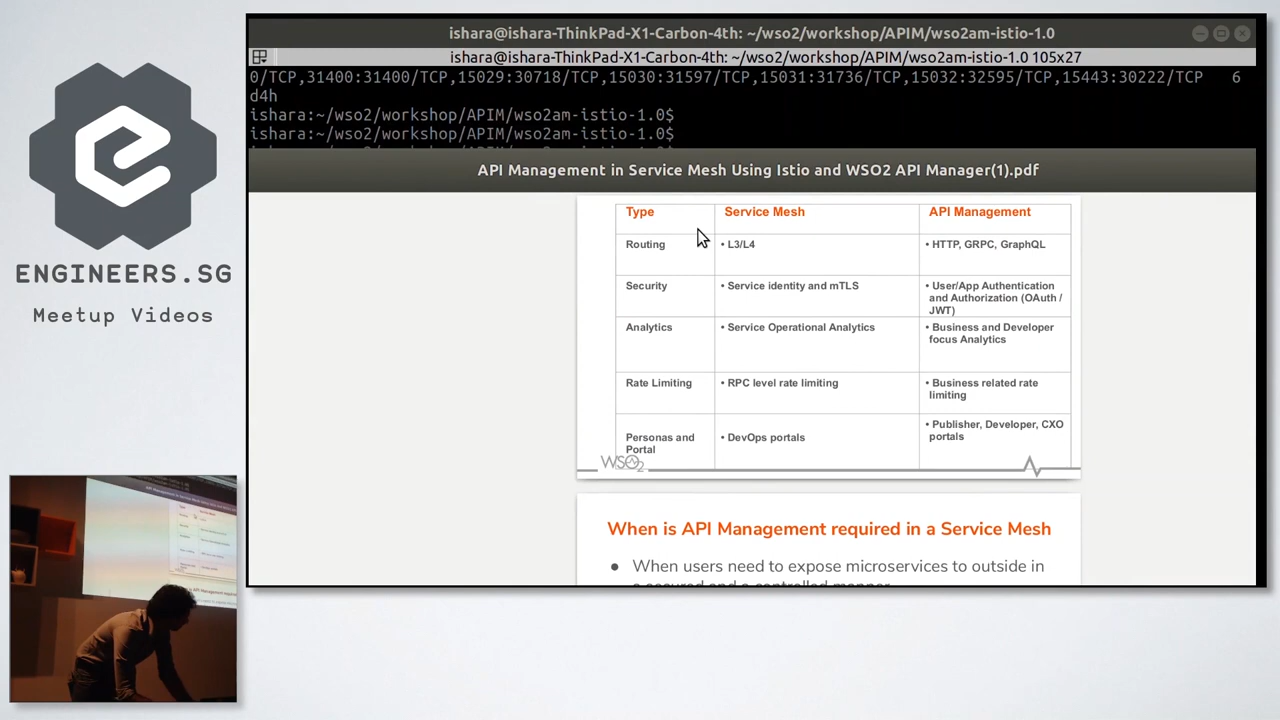 ENGINEERS.SG
Meetup Videos
ishara@ishara-ThinkPad-X1-Carbon-4th: ~/wso2/workshop/APIM/wso2am-istio-1.0
ishara@ishara-ThinkPad-X1-Carbon-4th: ~/wso2/workshop/APIM/wso2am-istio-1.0 105x27
0/TCP,31400:31400/TCP,15029:30718/TCP,15030:31597/TCP,15031:31736/TCP,15032:32595/TCP,15443:30222/TCP 6
d4h
ishara:~/wso2/workshop/APIM/wso2am-istio-1.0$
ishara:~/wso2/workshop/APIM/wso2am-istio-1.0$
API Management in Service Mesh Using Istio and WSO2 API Manager(1).pdf
Type Service Mesh API Management
Routing • L3/L4 • HTTP, GRPC, GraphQL
Security • Service identity and mTLS • User/App Authentication
and Authorization (OAuth /
JWT)
Analytics • Service Operational Analytics • Business and Developer
focus Analytics
Rate Limiting • RPC level rate limiting • Business related rate
limiting
Personas and • DevOps portals • Publisher, Developer, CXO
Portal portals
WSO2
When is API Management required in a Service Mesh
● When users need to expose microservices to outside in
a secured and a controlled manner